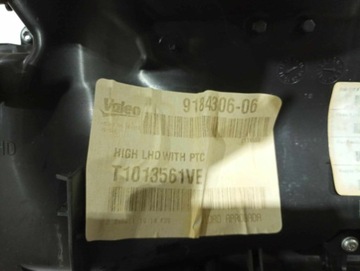 Valeo
9184306-06
HIGH LHD WITH PTC
T1013561VE